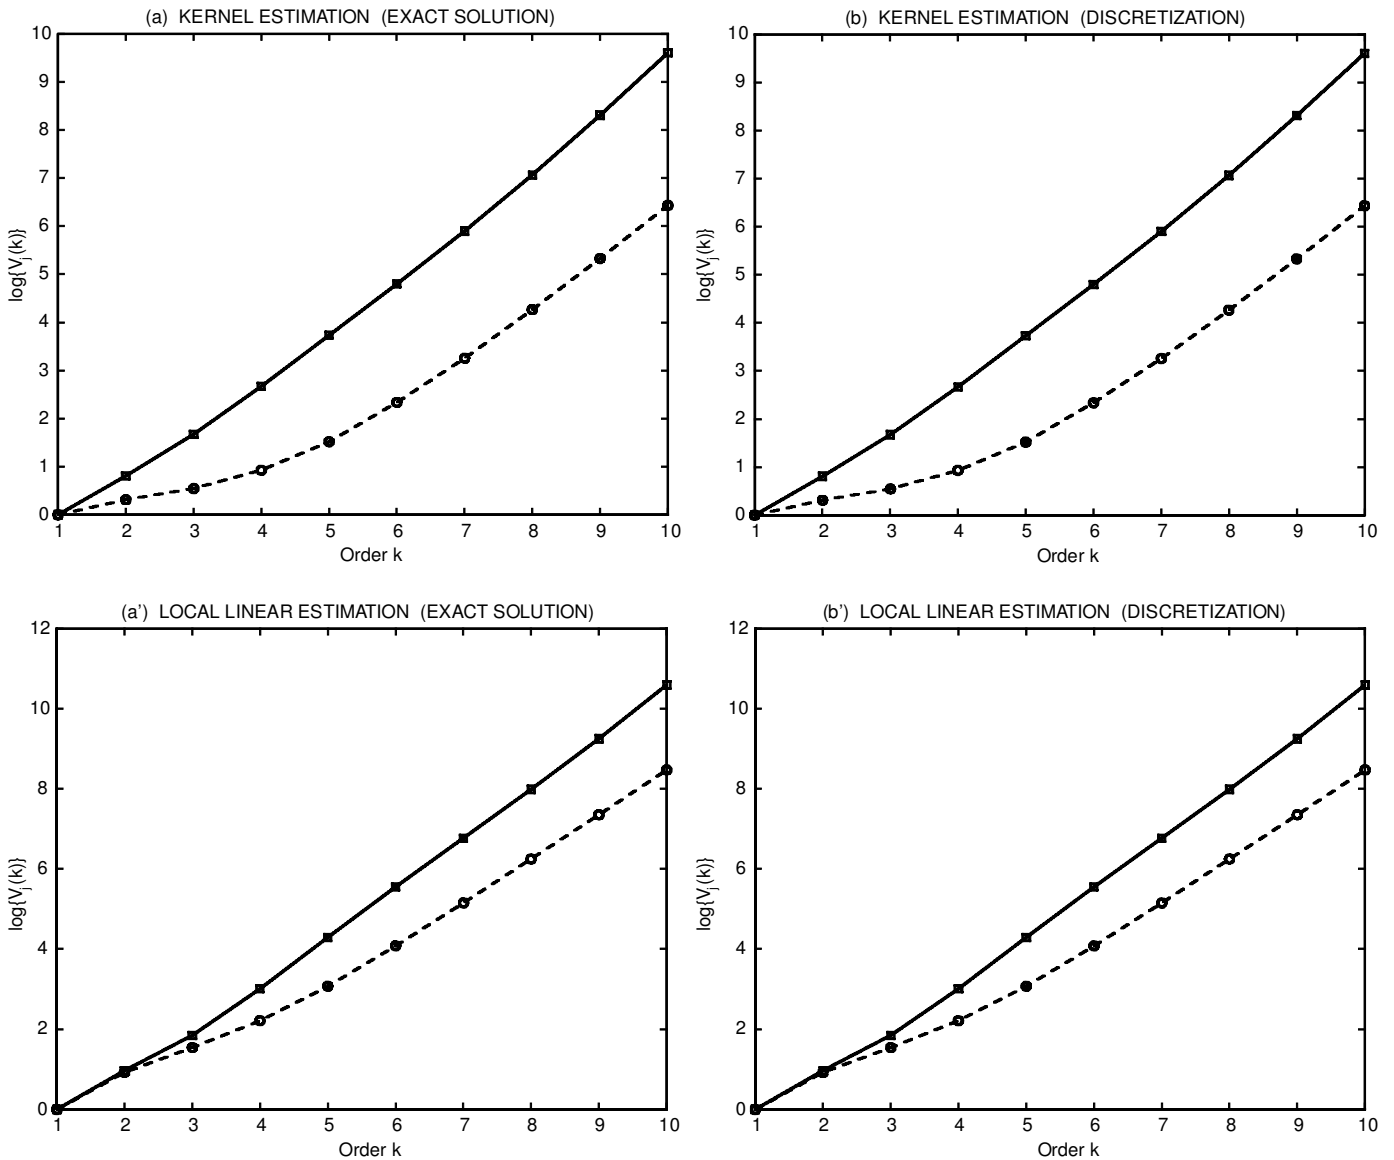 (a) KERNEL ESTIMATION (EXACT SOLUTION)
10
9
8
7
6
5
4
3
2
1
0
log{V_j(k)}
1 2 3 4 5 6 7 8 9 10
Order k
(b) KERNEL ESTIMATION (DISCRETIZATION)
10
9
8
7
6
5
4
3
2
1
0
log{V_j(k)}
1 2 3 4 5 6 7 8 9 10
Order k
(a') LOCAL LINEAR ESTIMATION (EXACT SOLUTION)
12
10
8
6
4
2
0
log{V_j(k)}
1 2 3 4 5 6 7 8 9 10
Order k
(b') LOCAL LINEAR ESTIMATION (DISCRETIZATION)
12
10
8
6
4
2
0
log{V_j(k)}
1 2 3 4 5 6 7 8 9 10
Order k